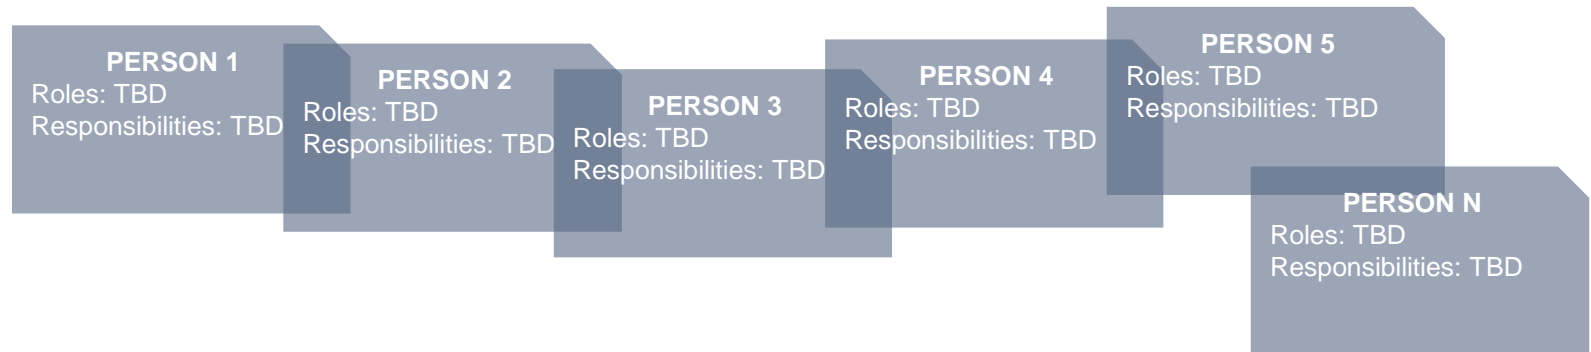 PERSON 1
Roles: TBD
Responsibilities: TBD
PERSON 2
Roles: TBD
Responsibilities: TBD
PERSON 3
Roles: TBD
Responsibilities: TBD
PERSON 4
Roles: TBD
Responsibilities: TBD
PERSON 5
Roles: TBD
Responsibilities: TBD
PERSON N
Roles: TBD
Responsibilities: TBD